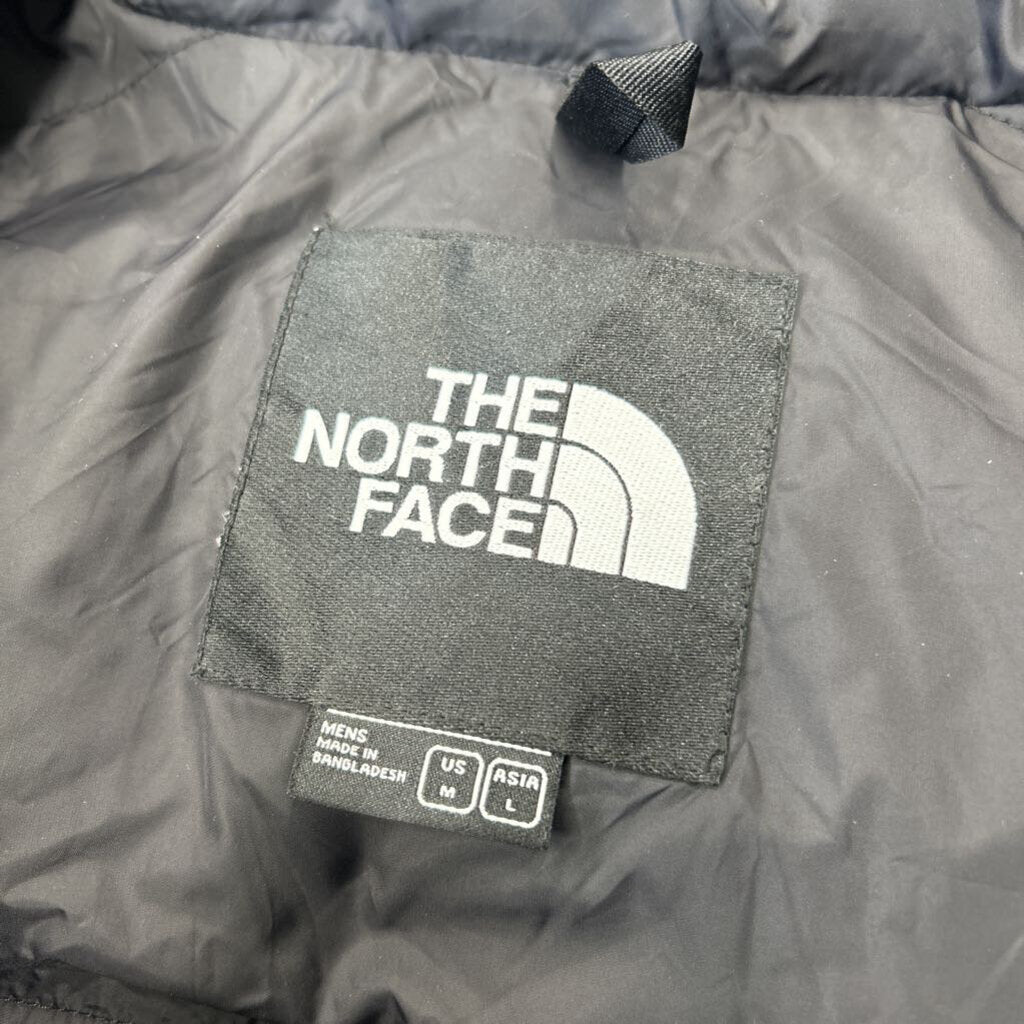 THE
NORTH
FACE
MENS
MADE IN
BANGLADESH
US
M
ASIA
L